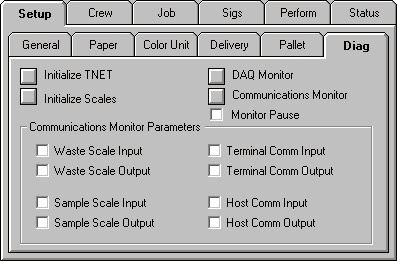 Setup Crew Job Sigs Perform Status
General Paper Color Unit Delivery Pallet Diag
Initialize TNET DAQ Monitor
Initialize Scales Communications Monitor
Monitor Pause
Communications Monitor Parameters
Waste Scale Input Terminal Comm Input
Waste Scale Output Terminal Comm Output
Sample Scale Input Host Comm Input
Sample Scale Output Host Comm Output